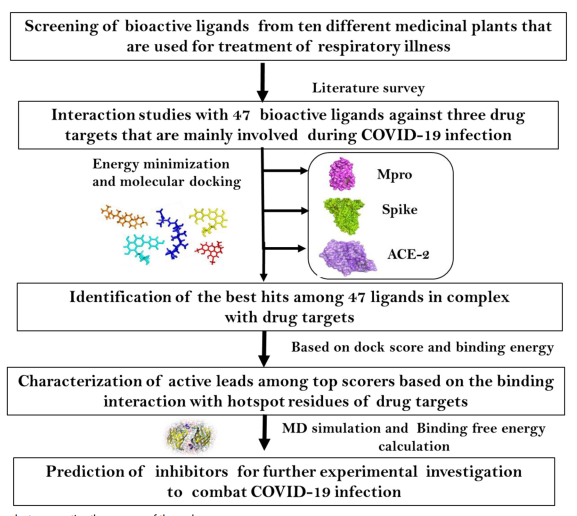 Screening of bioactive ligands from ten different medicinal plants that
are used for treatment of respiratory illness
Literature survey
Interaction studies with 47 bioactive ligands against three drug
targets that are mainly involved during COVID-19 infection
Energy minimization
and molecular docking
Mpro
Spike
ACE-2
Identification of the best hits among 47 ligands in complex
with drug targets
Based on dock score and binding energy
Characterization of active leads among top scorers based on the binding
interaction with hotspot residues of drug targets
MD simulation and Binding free energy
calculation
Prediction of inhibitors for further experimental investigation
to combat COVID-19 infection